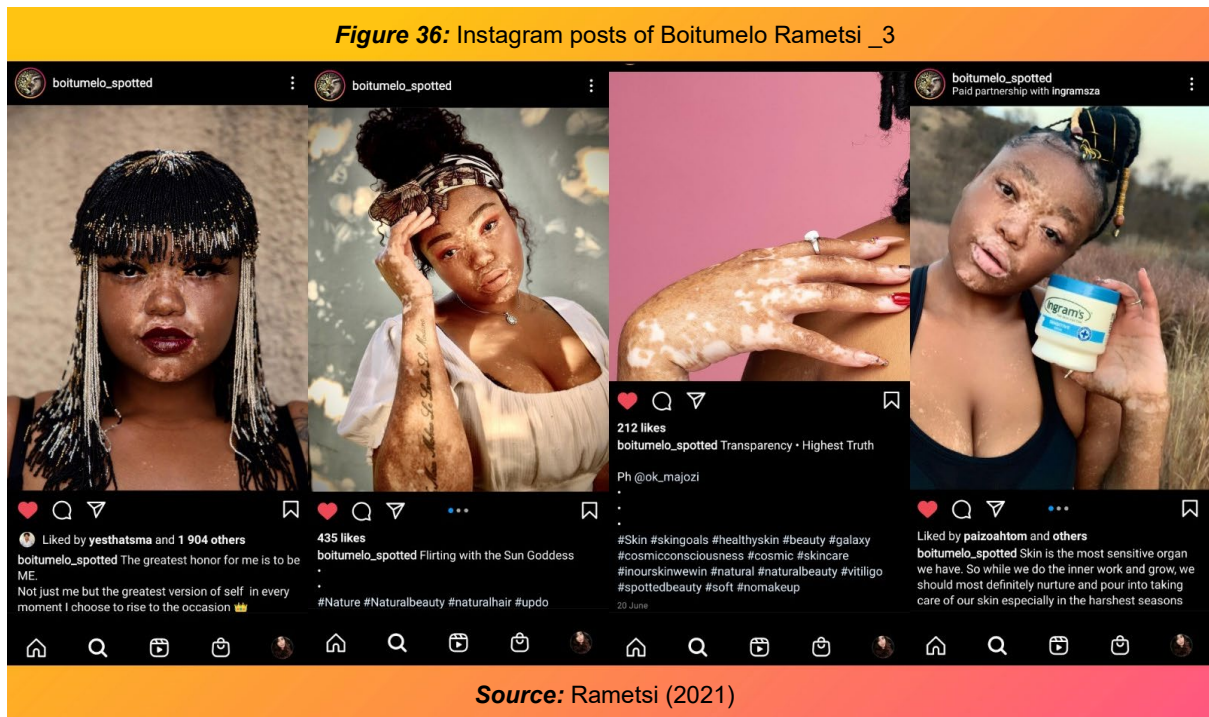 Figure 36: Instagram posts of Boitumelo Rametsi _3
boitumelo_spotted
Liked by yesthatsma and 1 904 others
boitumelo_spotted The greatest honor for me is to be
ME.
Not just me but the greatest version of self in every
moment I choose to rise to the occasion 👑
boitumelo_spotted
435 likes
boitumelo_spotted Flirting with the Sun Goddess
•
•
#Nature #Naturalbeauty #naturalhair #updo
212 likes
boitumelo_spotted Transparency • Highest Truth
Ph @ok_majozi
•
•
•
#Skin #skingoals #healthyskin #beauty #galaxy
#cosmicconsciousness #cosmic #skincare
#inourskinwewin #natural #naturalbeauty #vitiligo
#spottedbeauty #soft #nomakeup
20 June
boitumelo_spotted
Paid partnership with ingramsza
ingram's
Liked by paizoahtom and others
boitumelo_spotted Skin is the most sensitive organ
we have. So while we do the inner work and grow, we
should most definitely nurture and pour into taking
care of our skin especially in the harshest seasons
Source: Rametsi (2021)